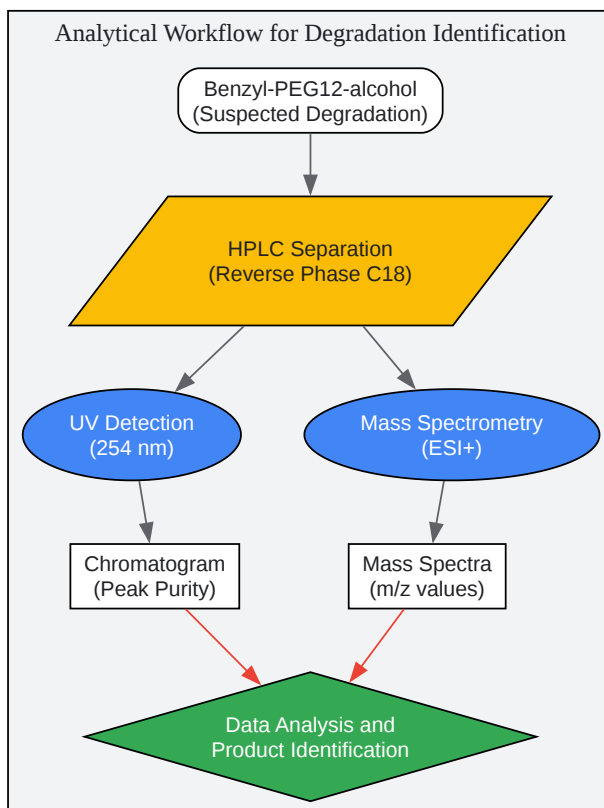 Analytical Workflow for Degradation Identification
Benzyl-PEG12-alcohol
(Suspected Degradation)
HPLC Separation
(Reverse Phase C18)
UV Detection
(254 nm)
Mass Spectrometry
(ESI+)
Chromatogram
(Peak Purity)
Mass Spectra
(m/z values)
Data Analysis and
Product Identification